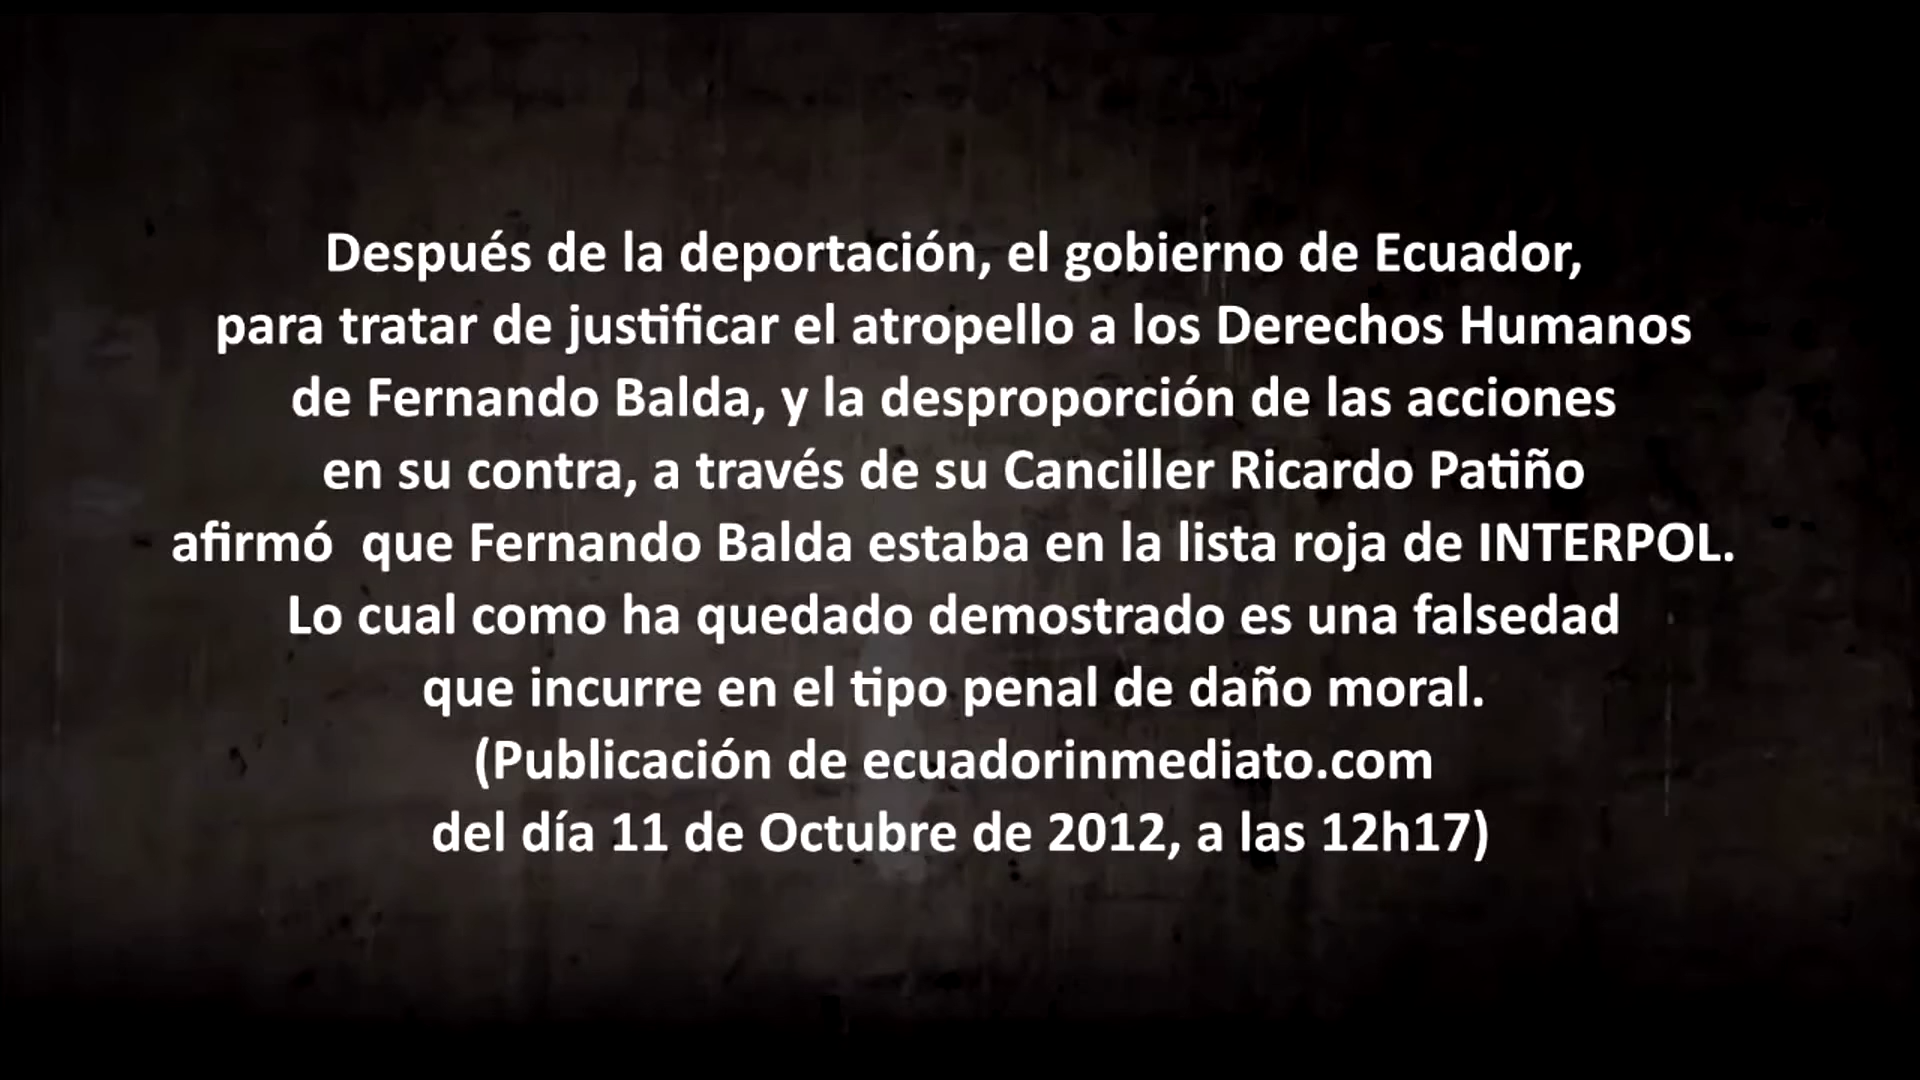 Después de la deportación, el gobierno de Ecuador,
para tratar de justificar el atropello a los Derechos Humanos
de Fernando Balda, y la desproporción de las acciones
en su contra, a través de su Canciller Ricardo Patiño
afirmó  que Fernando Balda estaba en la lista roja de INTERPOL.
Lo cual como ha quedado demostrado es una falsedad
que incurre en el tipo penal de daño moral.
(Publicación de ecuadorinmediato.com
del día 11 de Octubre de 2012, a las 12h17)